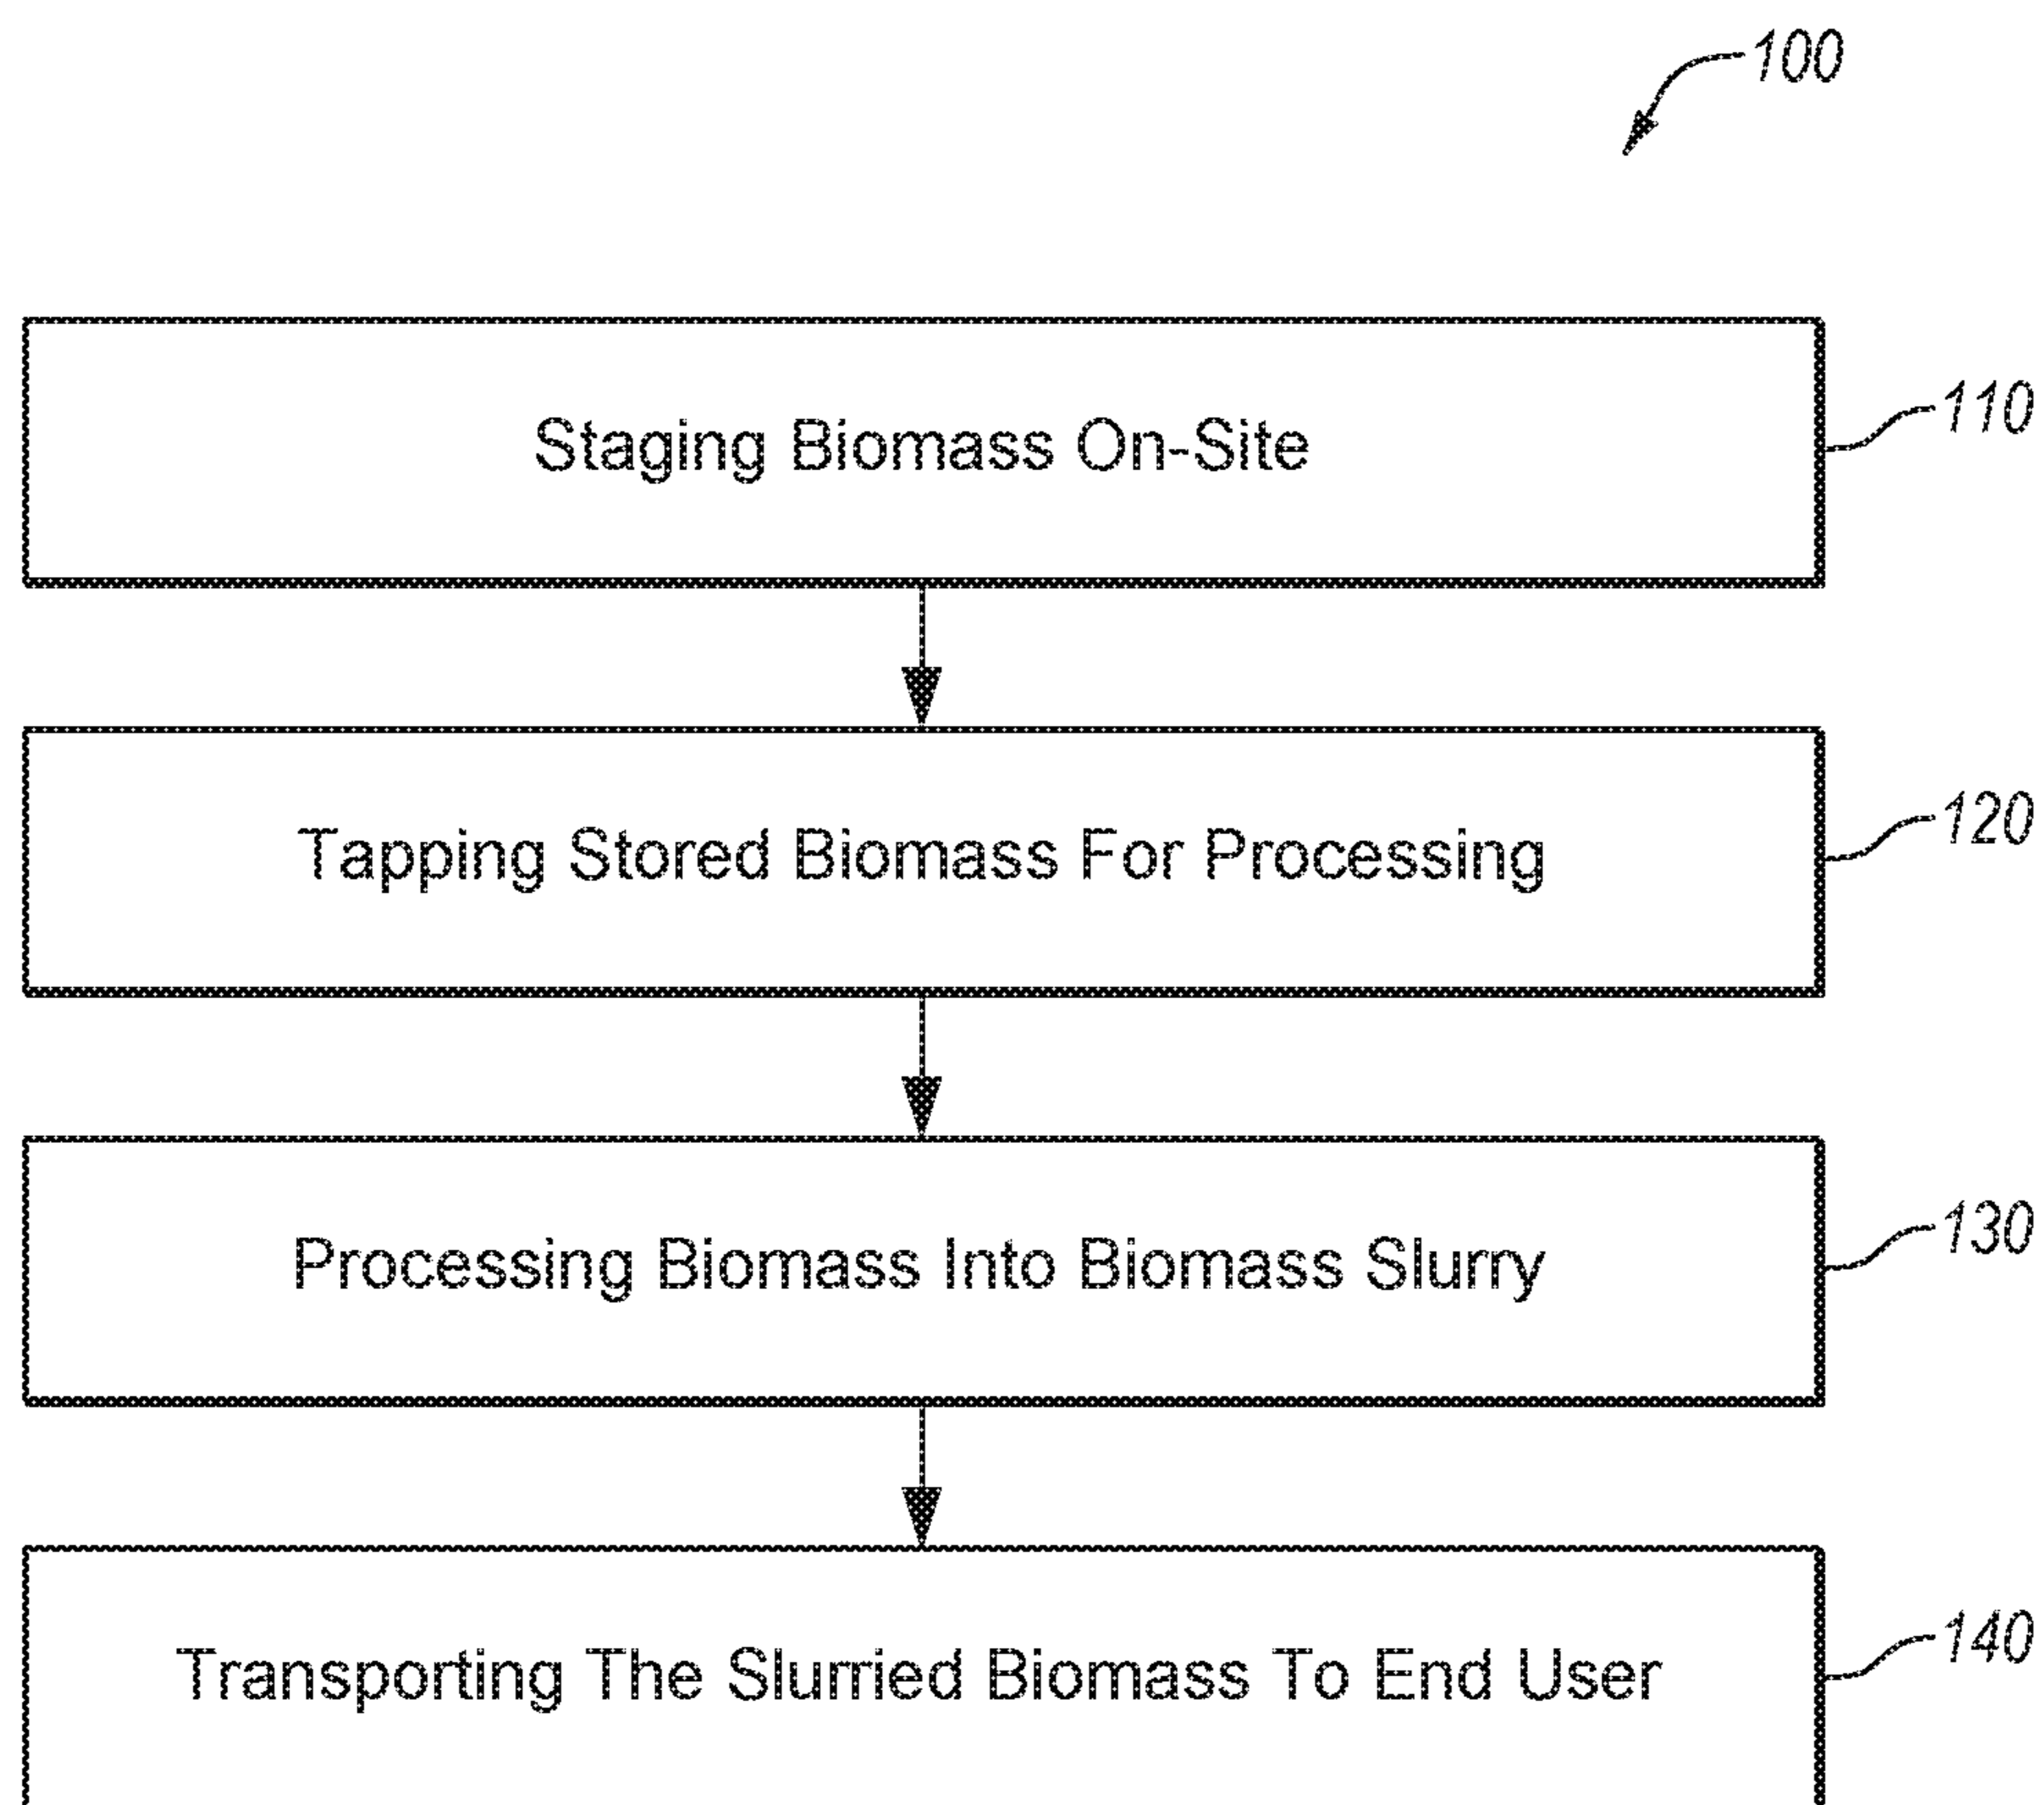 100
Staging Biomass On-Site
110
Tapping Stored Biomass For Processing
120
Processing Biomass Into Biomass Slurry
130
Transporting The Slurried Biomass To End User
140